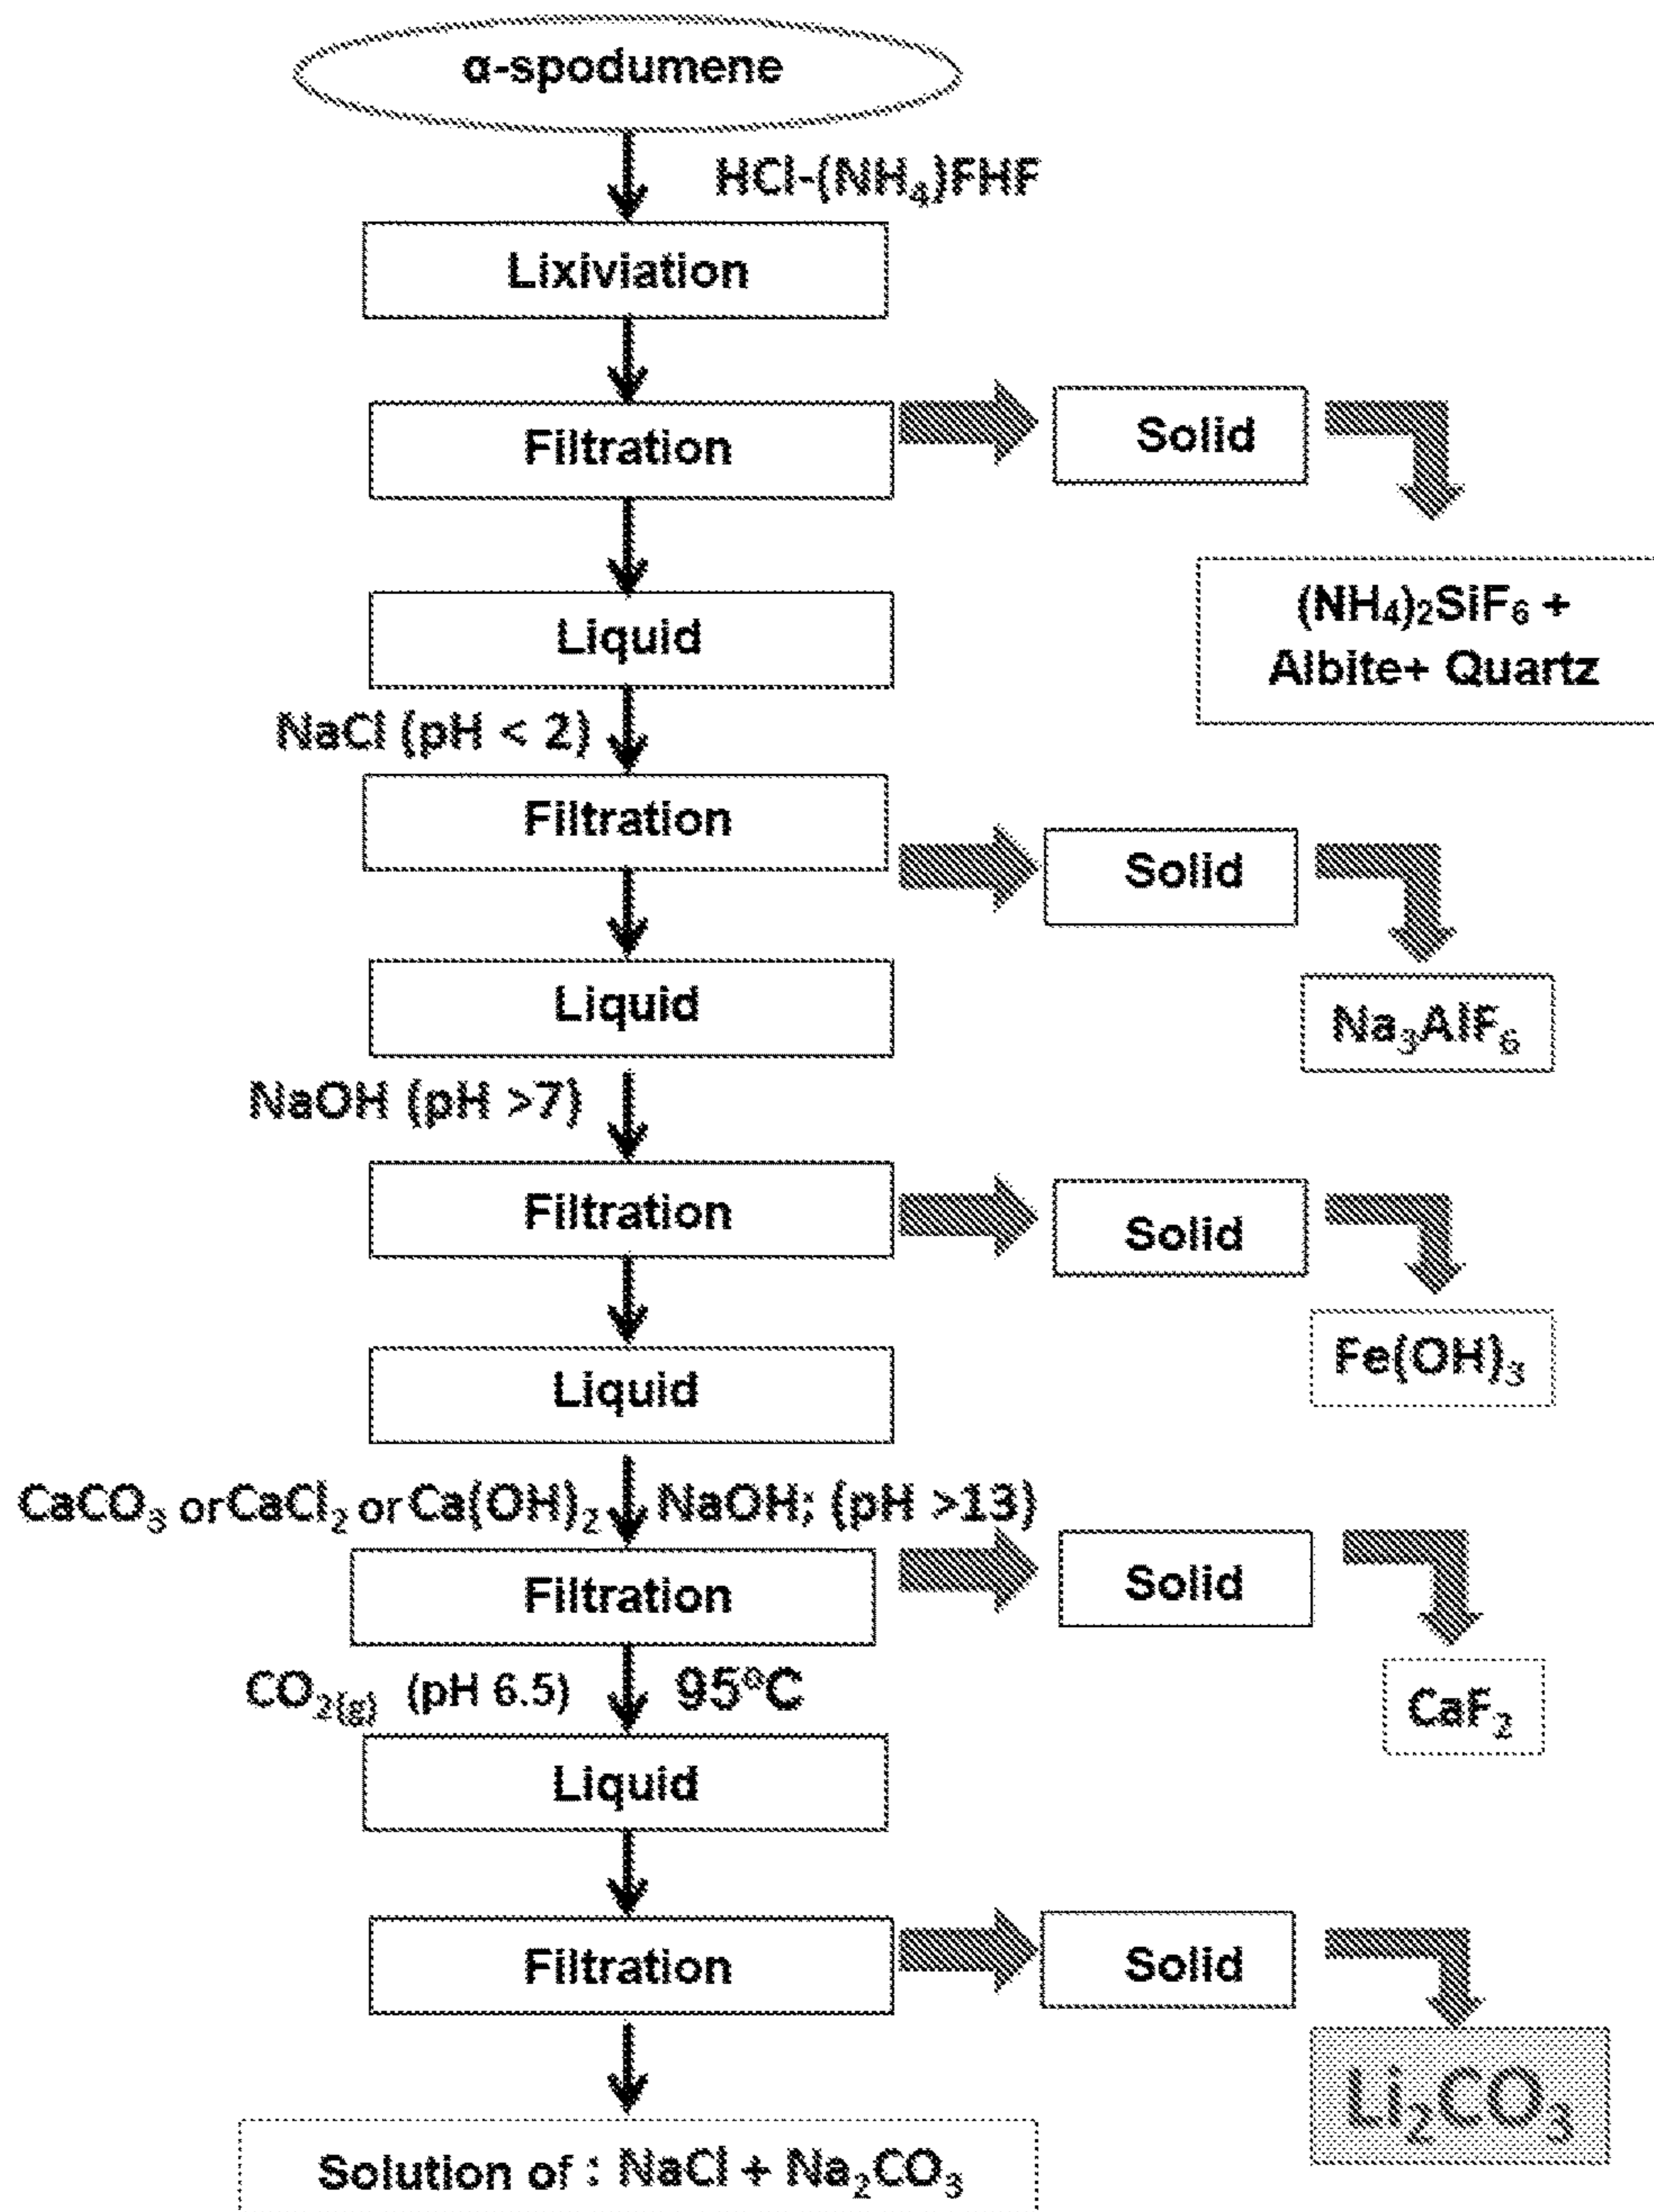 α-spodumene
HCl-(NH₄)FHF
Lixiviation
Filtration
Solid
(NH₄)₂SiF₆ +
Albite+ Quartz
Liquid
NaCl (pH < 2)
Filtration
Solid
Na₃AlF₆
Liquid
NaOH (pH >7)
Filtration
Solid
Fe(OH)₃
Liquid
CaCO₃ orCaCl₂ or Ca(OH)₂ NaOH; (pH >13)
Filtration
Solid
CaF₂
CO₂(g) (pH 6.5) 95°C
Liquid
Filtration
Solid
Li₂CO₃
Solution of : NaCl + Na₂CO₃